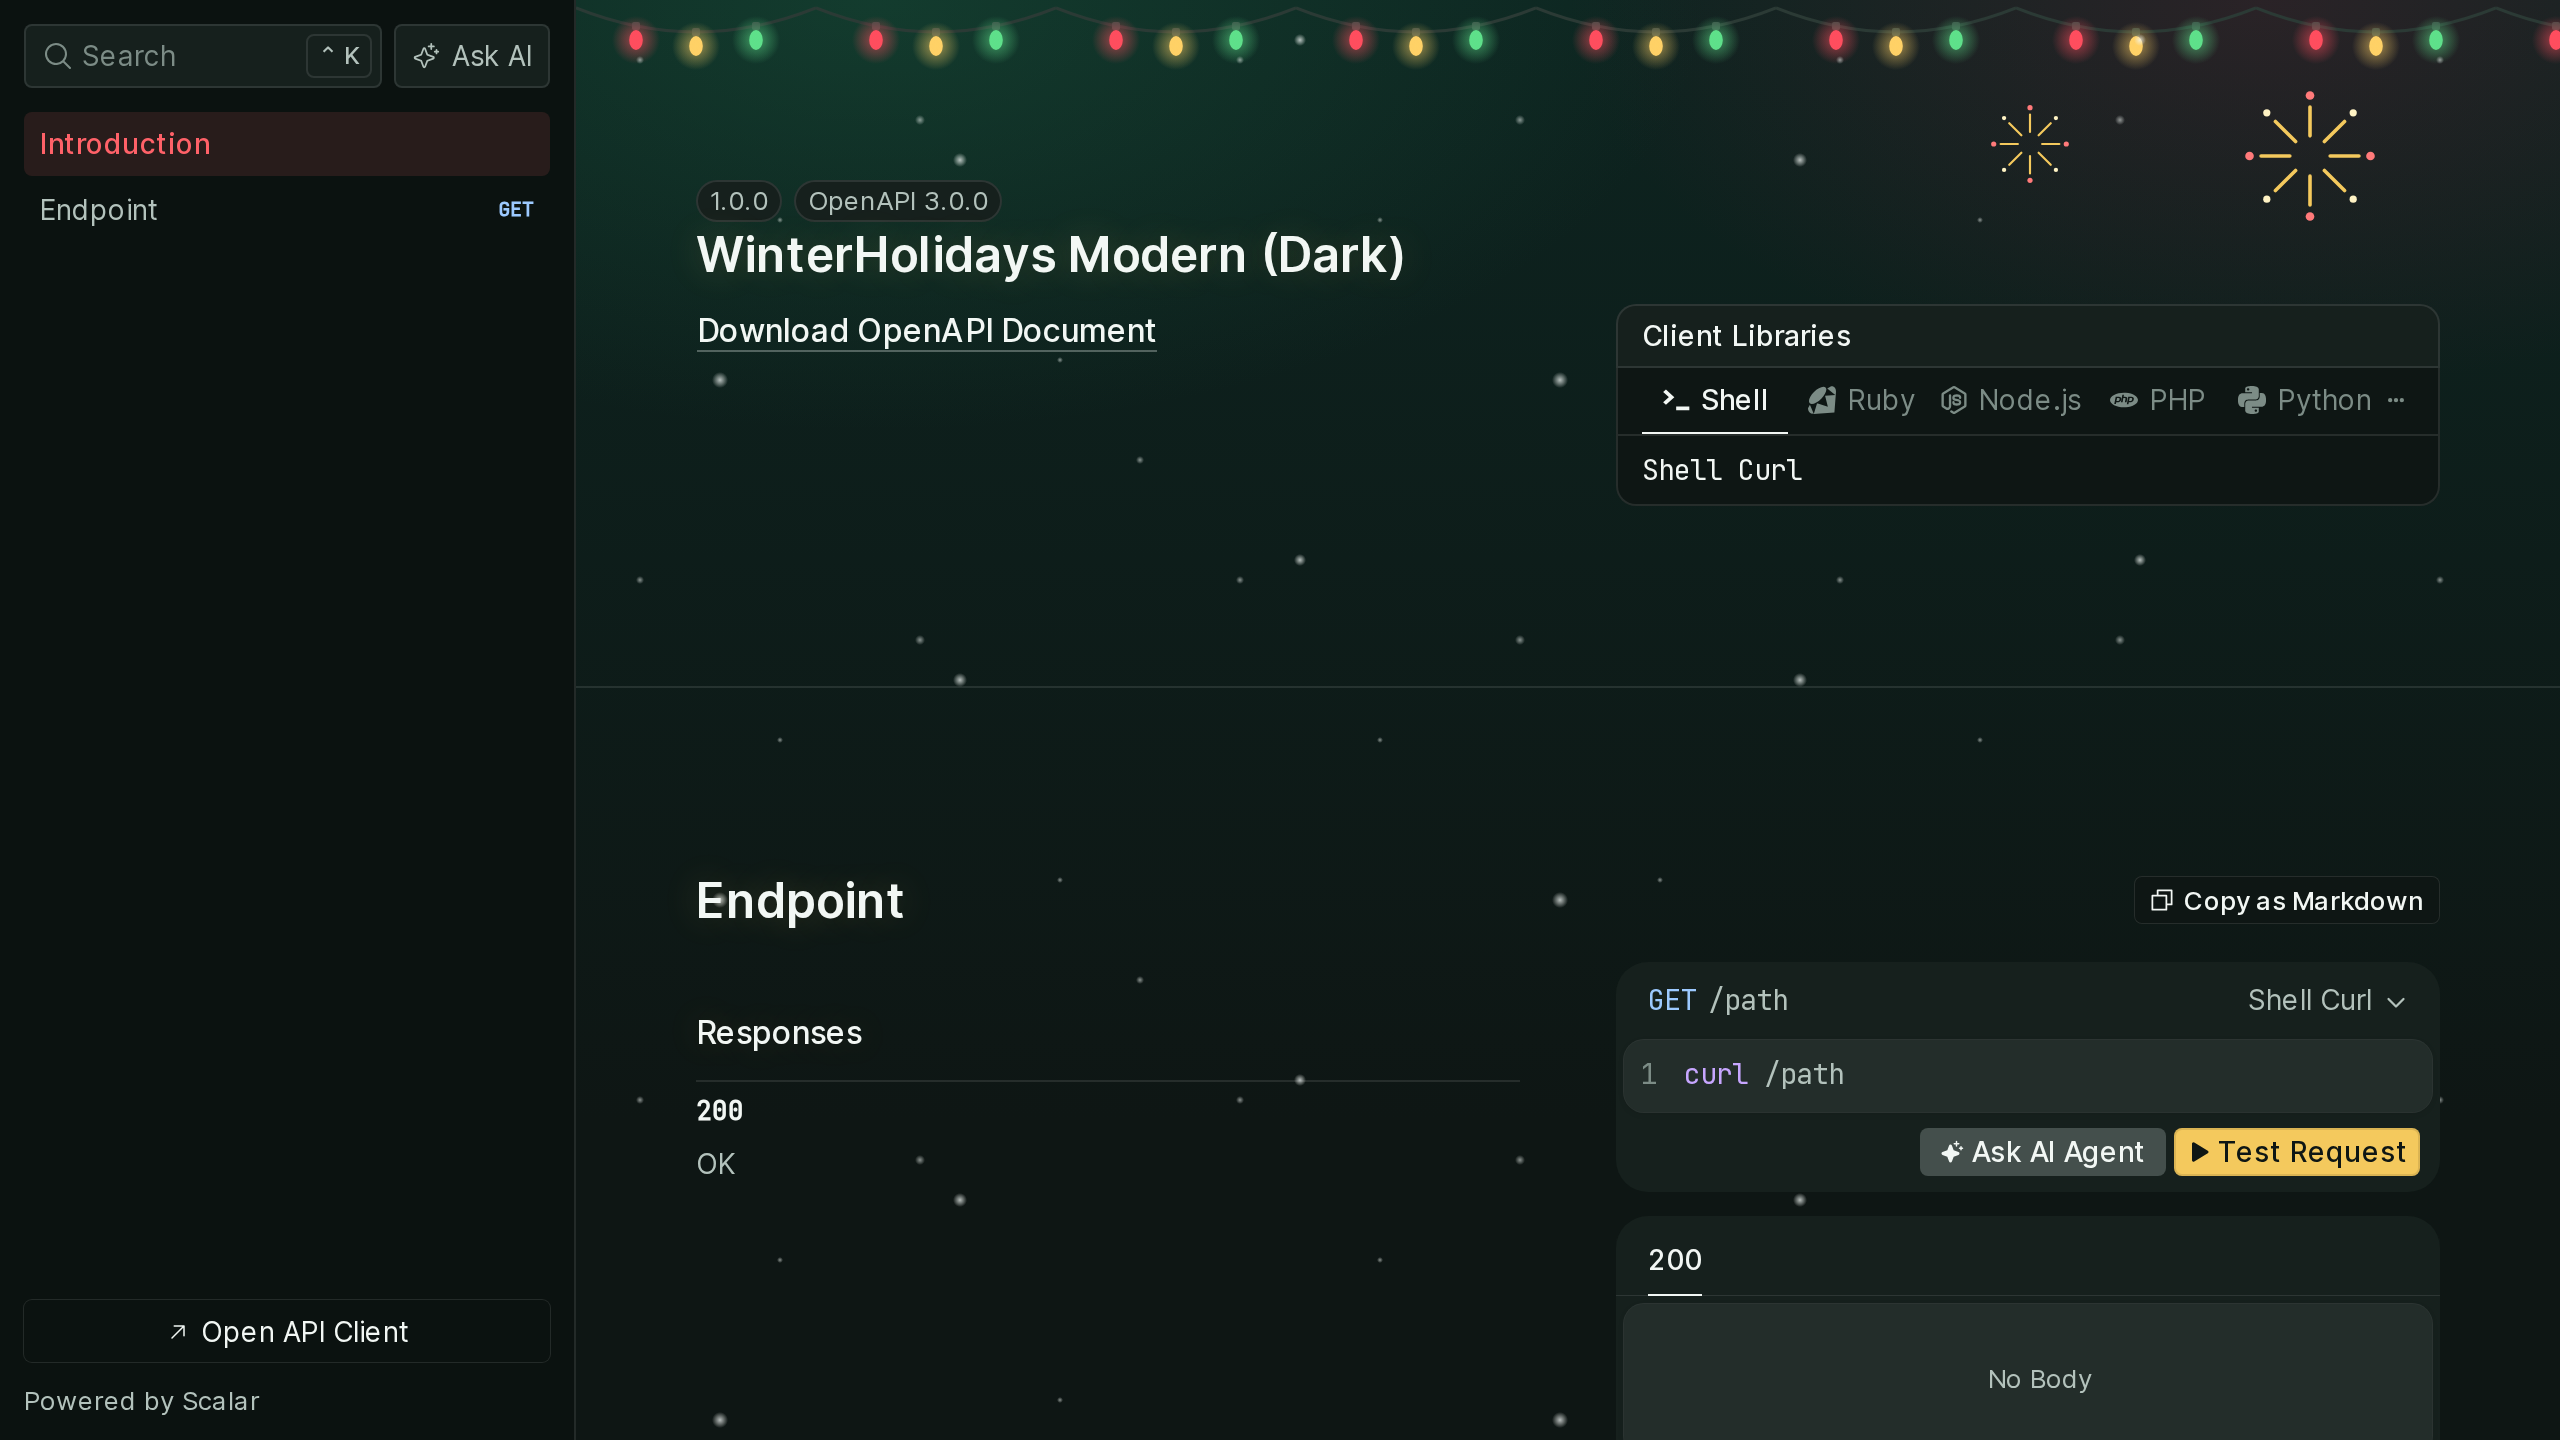 Search
⌃ K
Ask AI
Introduction
Endpoint
GET
Open API Client
Powered by Scalar
1.0.0
OpenAPI 3.0.0
WinterHolidays Modern (Dark)
Download OpenAPI Document
Client Libraries
Shell
Ruby
Node.js
PHP
Python
Shell Curl
Endpoint
Copy as Markdown
Responses
200
OK
GET /path
Shell Curl
1 curl /path
Ask AI Agent
Test Request
200
No Body